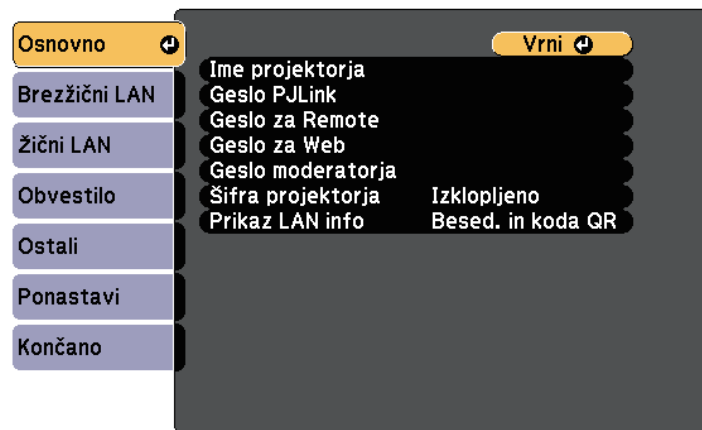 Osnovno
Brezžični LAN
Žični LAN
Obvestilo
Ostali
Ponastavi
Končano
Vrni
Ime projektorja
Geslo PJLink
Geslo za Remote
Geslo za Web
Geslo moderatorja
Šifra projektorja Izklopljeno
Prikaz LAN info Besed. in koda QR